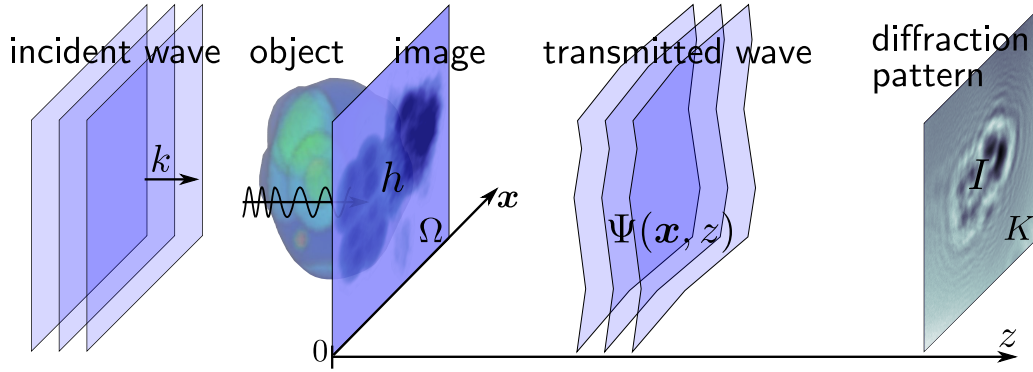 incident wave
object
image
transmitted wave
diffraction
pattern
k
h
Ω
x
Ψ(x, z)
I
K
0
z